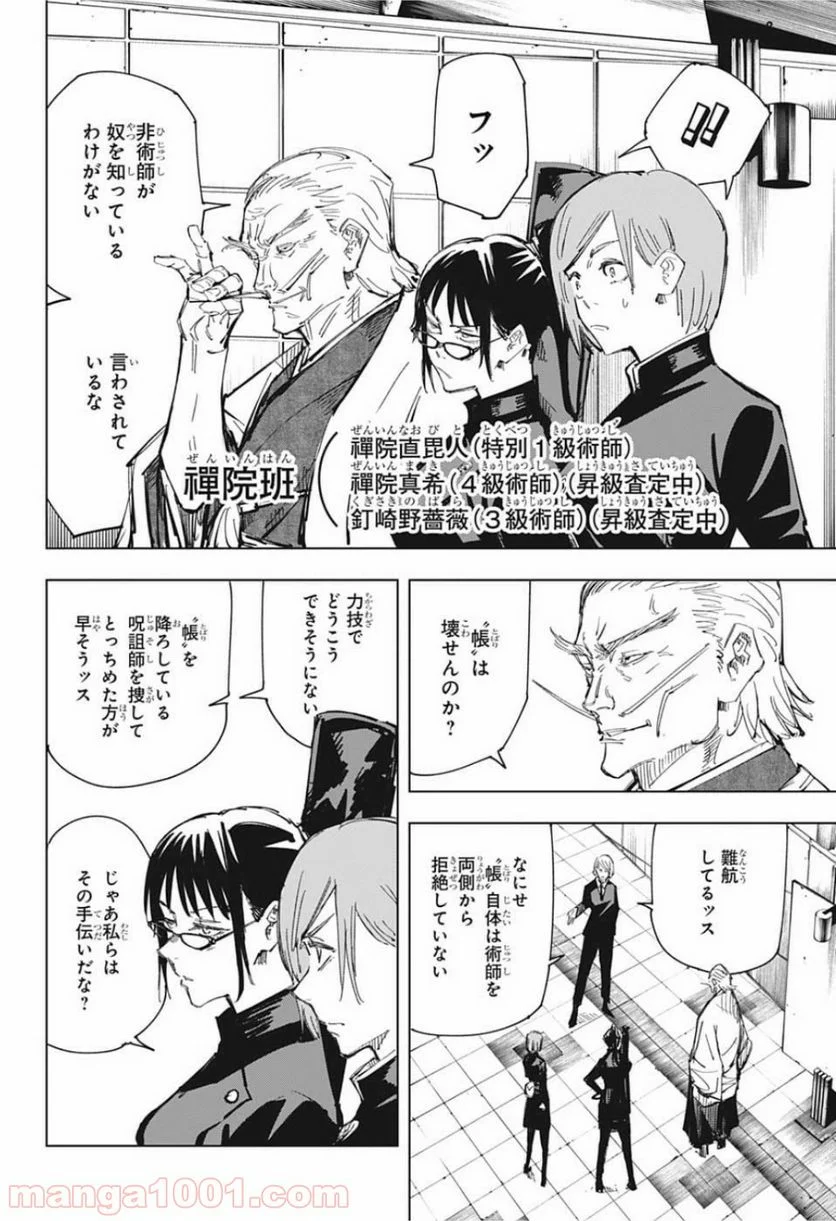 !!
フッ
非術師が
奴を知っている
わけがない
言わされて
いるな
禪院班
禪院直毘人(特別1級術師)
禪院真希(4級術師)(昇級査定中)
釘崎野薔薇(3級術師)(昇級査定中)
〝帳〟は
壊せんのか?
難航
してるッス
なにせ
〝帳〟自体は術師を
両側から
拒絶していない
力技で
どうこう
できそうにない
〝帳〟を
降ろしている
呪詛師を捜して
とっちめた方が
早そうッス
じゃあ私らは
その手伝いだな?
manga1001.com